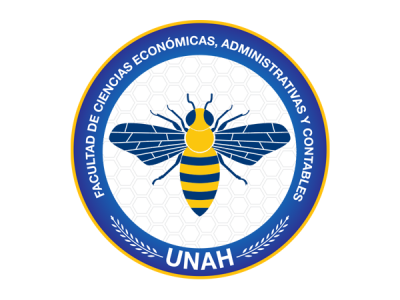 FACULTAD DE CIENCIAS ECONÓMICAS, ADMINISTRATIVAS Y CONTABLES
UNAH